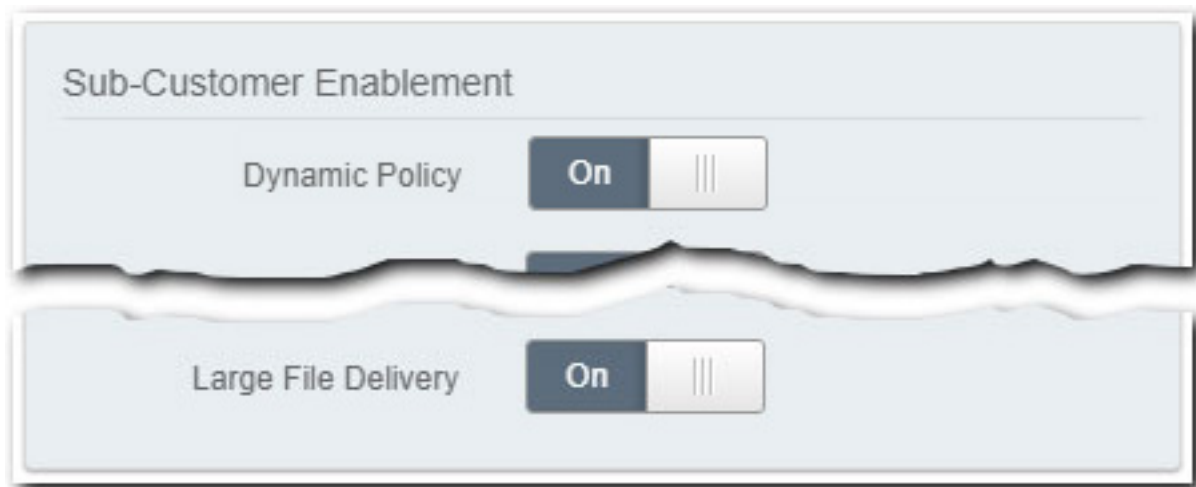 Sub-Customer Enablement
Dynamic Policy On
Large File Delivery On